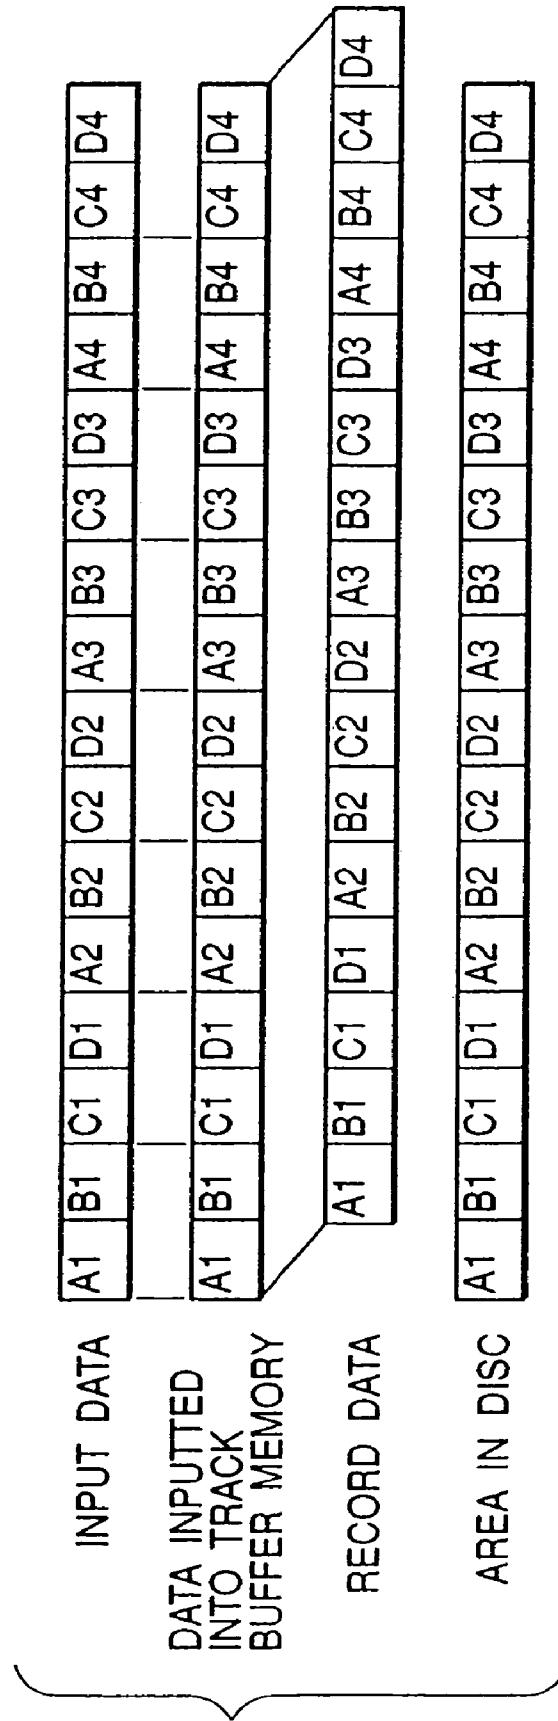 INPUT DATA
A1 B1 C1 D1 A2 B2 C2 D2 A3 B3 C3 D3 A4 B4 C4 D4
DATA INPUTTED
INTO TRACK
BUFFER MEMORY
A1 B1 C1 D1 A2 B2 C2 D2 A3 B3 C3 D3 A4 B4 C4 D4
RECORD DATA
A1 B1 C1 D1 A2 B2 C2 D2 A3 B3 C3 D3 A4 B4 C4 D4
AREA IN DISC
A1 B1 C1 D1 A2 B2 C2 D2 A3 B3 C3 D3 A4 B4 C4 D4